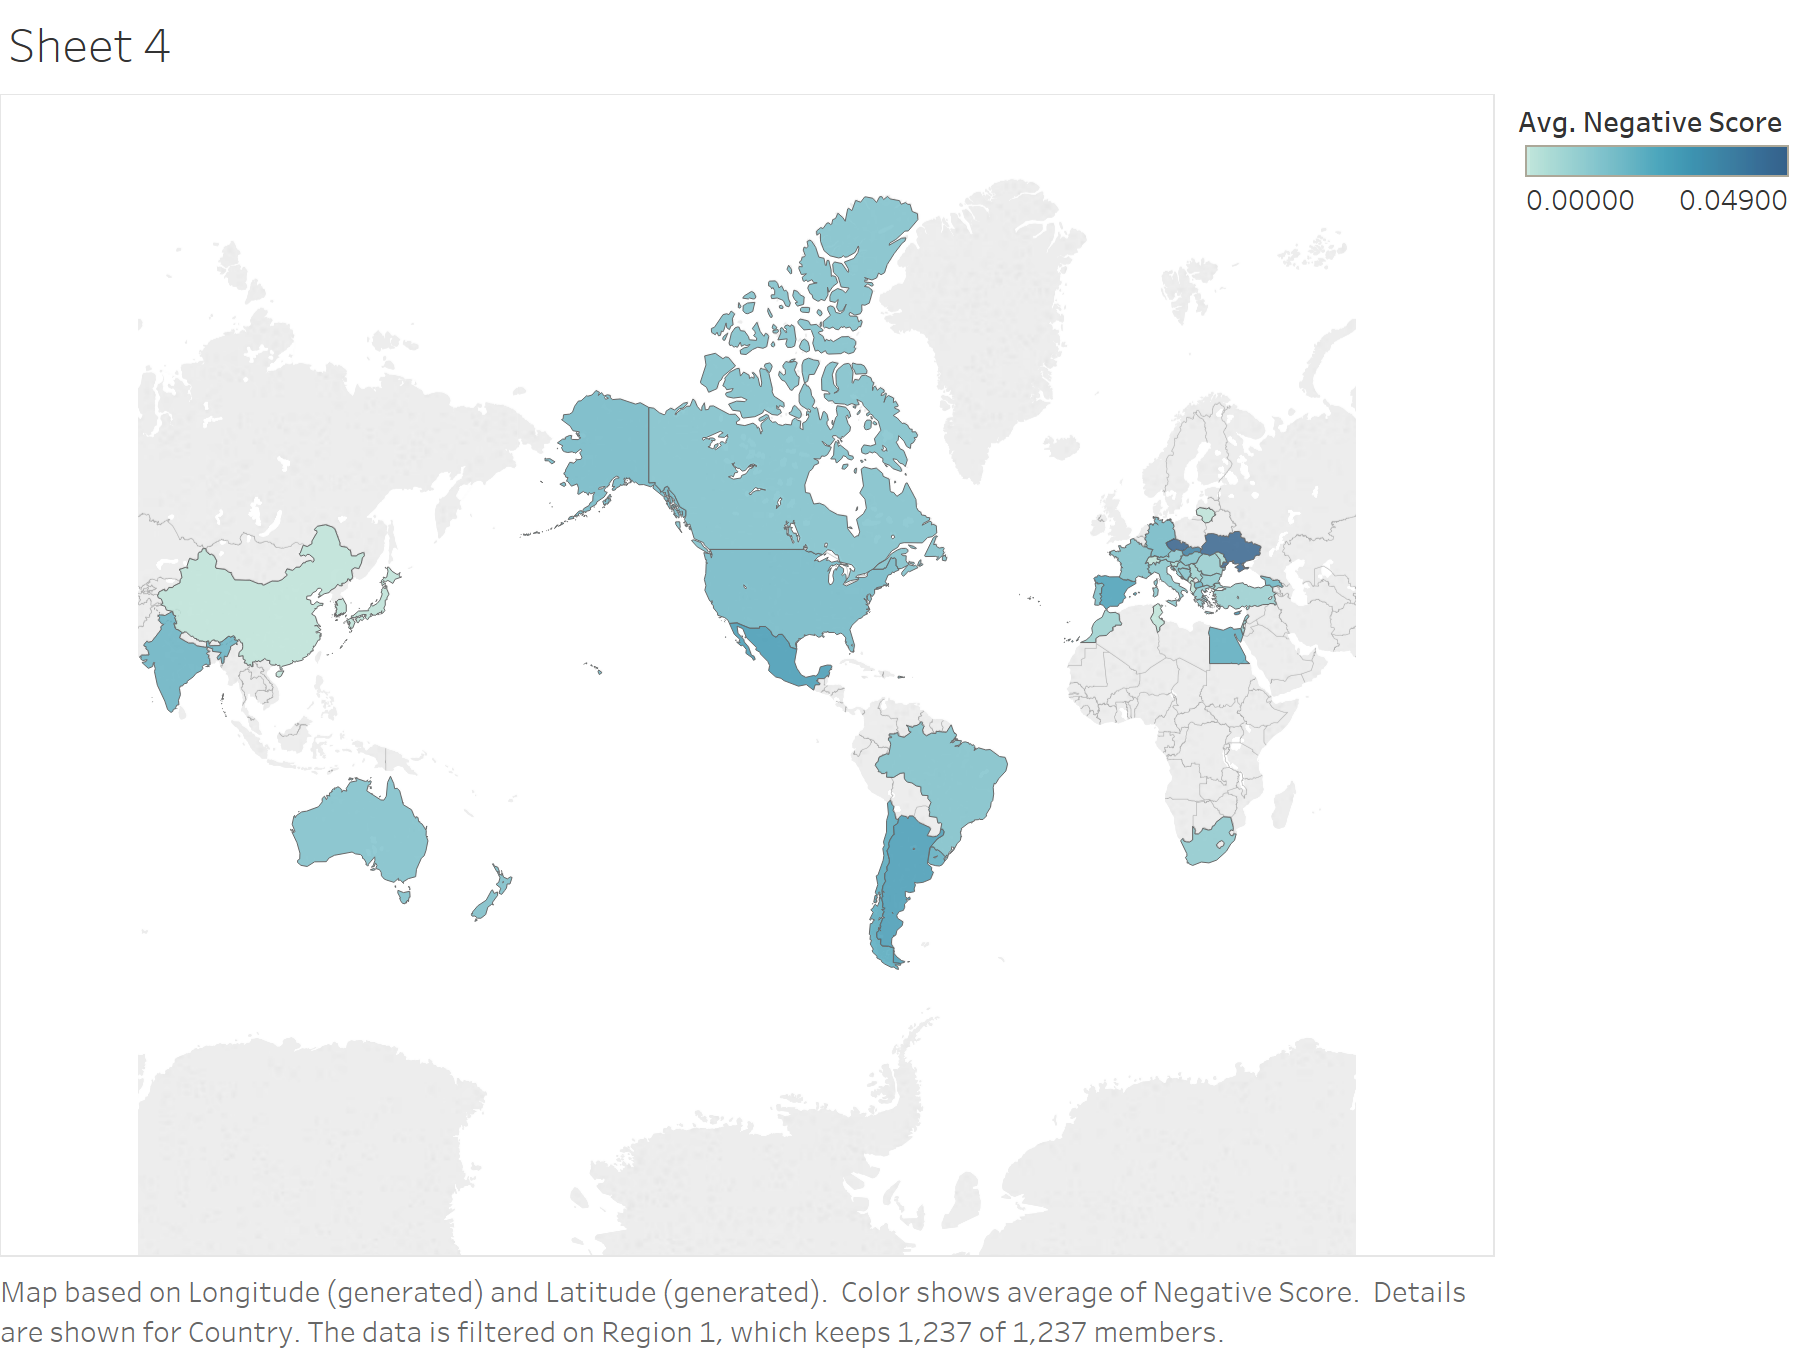 Sheet 4
Avg. Negative Score
0.00000 0.04900
Map based on Longitude (generated) and Latitude (generated).  Color shows average of Negative Score.  Details
are shown for Country. The data is filtered on Region 1, which keeps 1,237 of 1,237 members.